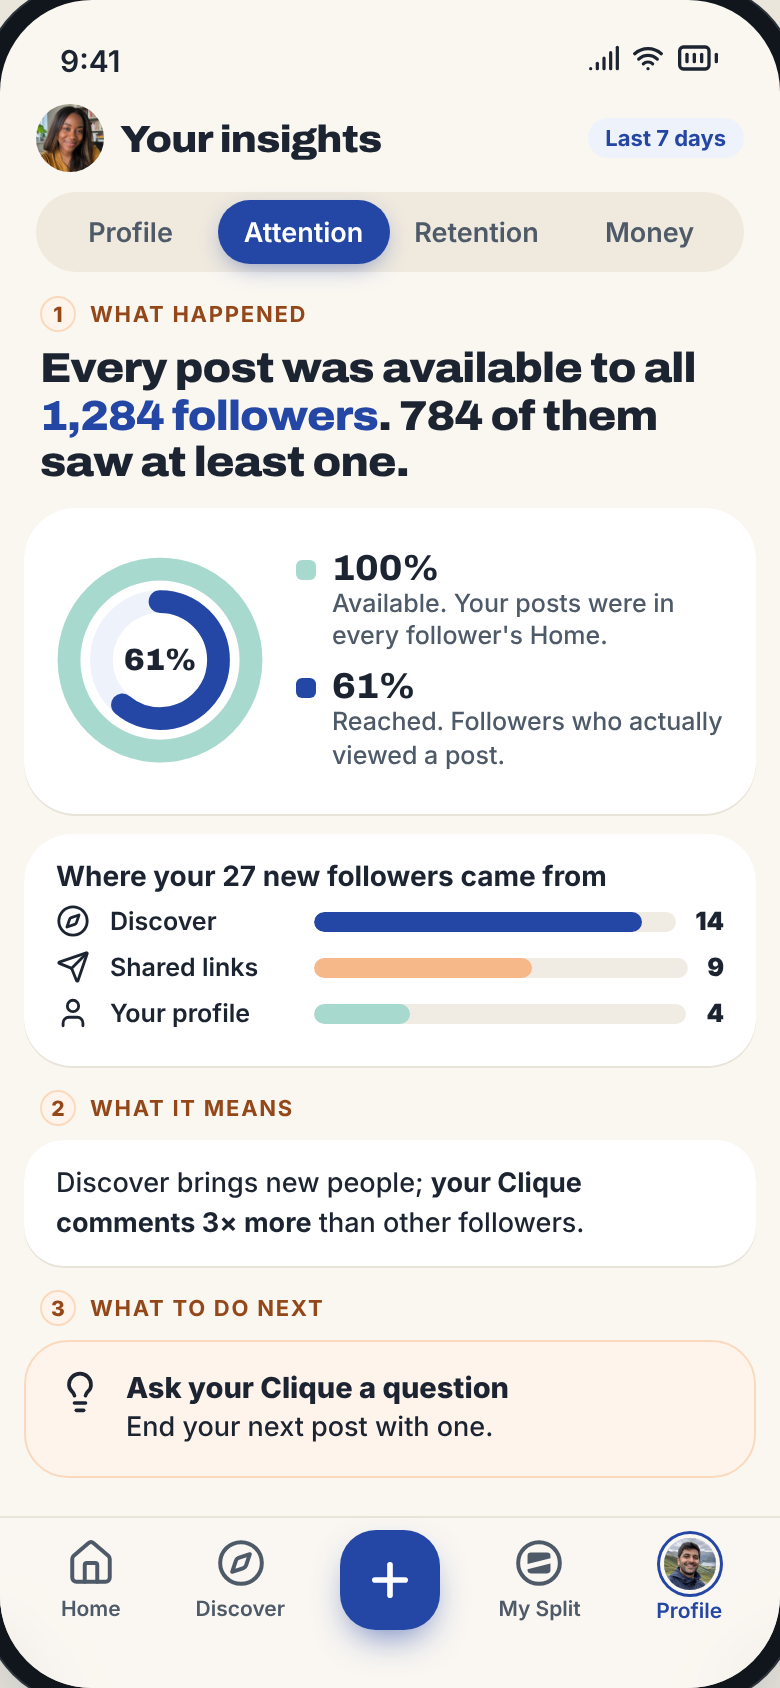 9:41
Your insights
Last 7 days
Profile
Attention
Retention
Money
1 WHAT HAPPENED
Every post was available to all
1,284 followers. 784 of them
saw at least one.
61%
100%
Available. Your posts were in
every follower's Home.
61%
Reached. Followers who actually
viewed a post.
Where your 27 new followers came from
Discover 14
Shared links 9
Your profile 4
2 WHAT IT MEANS
Discover brings new people; your Clique
comments 3× more than other followers.
3 WHAT TO DO NEXT
Ask your Clique a question
End your next post with one.
Home
Discover
My Split
Profile